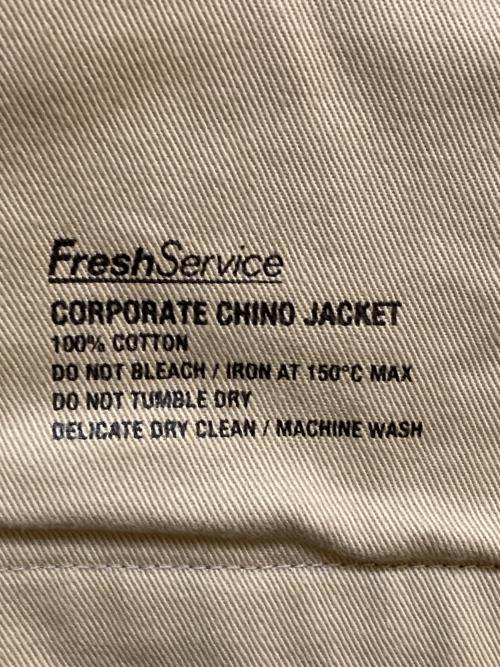 FreshService
CORPORATE CHINO JACKET
100% COTTON
DO NOT BLEACH / IRON AT 150°C MAX
DO NOT TUMBLE DRY
DELICATE DRY CLEAN / MACHINE WASH